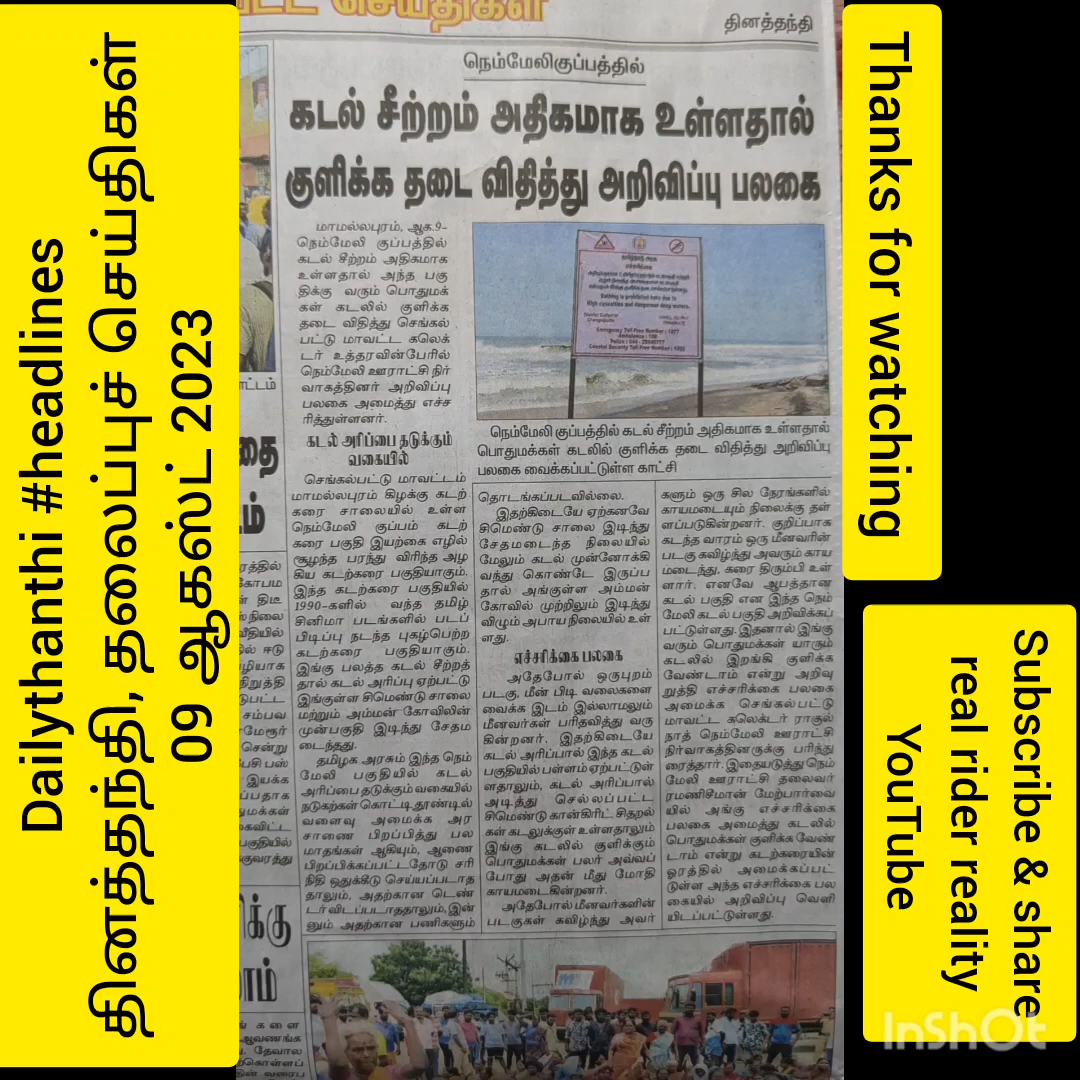 Dailythanthi #headlines
தினத்தந்தி, தலைப்புச் செய்திகள்
09 ஆகஸ்ட் 2023
செய்திகள்
தினத்தந்தி
நெம்மேலிகுப்பத்தில்
கடல் சீற்றம் அதிகமாக உள்ளதால்
குளிக்க தடை விதித்து அறிவிப்பு பலகை
மாமல்லபுரம், ஆக.9-
நெம்மேலி குப்பத்தில்
கடல் சீற்றம் அதிகமாக
உள்ளதால் அந்த பகு
திக்கு வரும் பொதுமக்
கள் கடலில் குளிக்க
தடை விதித்து செங்கல்
பட்டு மாவட்ட கலெக்
டர் உத்தரவின்பேரில்
நெம்மேலி ஊராட்சி நிர்
வாகத்தினர் அறிவிப்பு
பலகை அமைத்து எச்ச
ரித்துள்ளனர்.
கடல் அரிப்பை தடுக்கும்
வகையில்
செங்கல்பட்டு மாவட்டம்
மாமல்லபுரம் கிழக்கு கடற்
கரை சாலையில் உள்ள
நெம்மேலி குப்பம் கடற்
கரை பகுதி இயற்கை எழில்
சூழந்த பரந்து விரிந்த அழ
கிய கடற்கரை பகுதியாகும்.
இந்த கடற்கரை பகுதியில்
1990-களில் வந்த தமிழ்
சினிமா படங்களில் படப்
பிடிப்பு நடந்த புகழ்பெற்ற
கடற்கரை பகுதியாகும்.
இங்கு பலத்த கடல் சீற்றத்
தால் கடல் அரிப்பு ஏற்பட்டு
இங்குள்ள சிமெண்டு சாலை
மற்றும் அம்மன் கோவிலின்
முன்பகுதி இடிந்து சேதம
டைந்தது.
தமிழக அரசும் இந்த நெம்
மேலி பகுதியில் கடல்
அரிப்பை தடுக்கும் வகையில்
நடுகற்கள் கொட்டி, தூண்டில்
வளைவு அமைக்க அர
சாணை பிறப்பித்து பல
மாதங்கள் ஆகியும், ஆணை
பிறப்பிக்கப்பட்டதோடு சரி
நிதி ஒதுக்கீடு செய்யப்படாத
தாலும், அதற்கான டெண்
டர் விடப்படாததாலும், இன்
னும் அதற்கான பணிகளும்
Bathing is prohibited here due to
Emergency Toll Free Number : 1077
நெம்மேலி குப்பத்தில் கடல் சீற்றம் அதிகமாக உள்ளதால்
பொதுமக்கள் கடலில் குளிக்க தடை விதித்து அறிவிப்பு
பலகை வைக்கப்பட்டுள்ள காட்சி
தொடங்கப்படவில்லை.
இதற்கிடையே ஏற்கனவே
சிமெண்டு சாலை இடிந்து
சேதமடைந்த நிலையில்
மேலும் கடல் முன்னோக்கி
வந்து கொண்டே இருப்ப
தால் அங்குள்ள அம்மன்
கோவில் முற்றிலும் இடிந்து
விழும் அபாய நிலையில் உள்
ளது.
எச்சரிக்கை பலகை
அதேபோல் ஒருபுறம்
படகு, மீன் பிடி வலைகளை
வைக்க இடம் இல்லாமலும்
மீனவர்கள் பரிதவித்து வரு
கின்றனர். இதற்கிடையே
கடல் அரிப்பால் இந்த கடல்
பகுதியில் பள்ளம் ஏற்பட்டுள்
ளதாலும், கடல் அரிப்பால்
அடித்து செல்லப்பட்ட
சிமெண்டு கான்கிரிட் சிதறல்
கள் கடலுக்குள் உள்ளதாலும்
இங்கு கடலில் குளிக்கும்
பொதுமக்கள் பலர் அவ்வப்
போது அதன் மீது மோதி
காயமடைகின்றனர்.
அதேபோல் மீனவர்களின்
படகுகள் கவிழ்ந்து அவர்
களும் ஒரு சில நேரங்களில்
காயமடையும் நிலைக்கு தள்
ளப்படுகின்றனர். குறிப்பாக
கடந்த வாரம் ஒரு மீனவரின்
படகு கவிழ்ந்து அவரும் காய
மடைந்து, கரை திரும்பி உள்
ளார். எனவே ஆபத்தான
கடல் பகுதி என இந்த நெம்
மேலி கடல் பகுதி அறிவிக்கப்
பட்டுள்ளது. இதனால் இங்கு
வரும் பொதுமக்கள் யாரும்
கடலில் இறங்கி குளிக்க
வேண்டாம் என்று அறிவு
றுத்தி எச்சரிக்கை பலகை
அமைக்க செங்கல்பட்டு
மாவட்ட கலெக்டர் ராகுல்
நாத் நெம்மேலி ஊராட்சி
நிர்வாகத்தினருக்கு பரிந்து
ரைத்தார். இதையடுத்து நெம்
மேலி ஊராட்சி தலைவர்
ரமணிசீமான் மேற்பார்வை
யில் அங்கு எச்சரிக்கை
பலகை அமைத்து கடலில்
பொதுமக்கள் குளிக்க வேண்
டாம் என்று கடற்கரையின்
ஓரத்தில் அமைக்கப்பட்
டுள்ள அந்த எச்சரிக்கை பல
கையில் அறிவிப்பு வெளி
யிடப்பட்டுள்ளது.
Thanks for watching
Subscribe & share
real rider reality
YouTube
InShOt